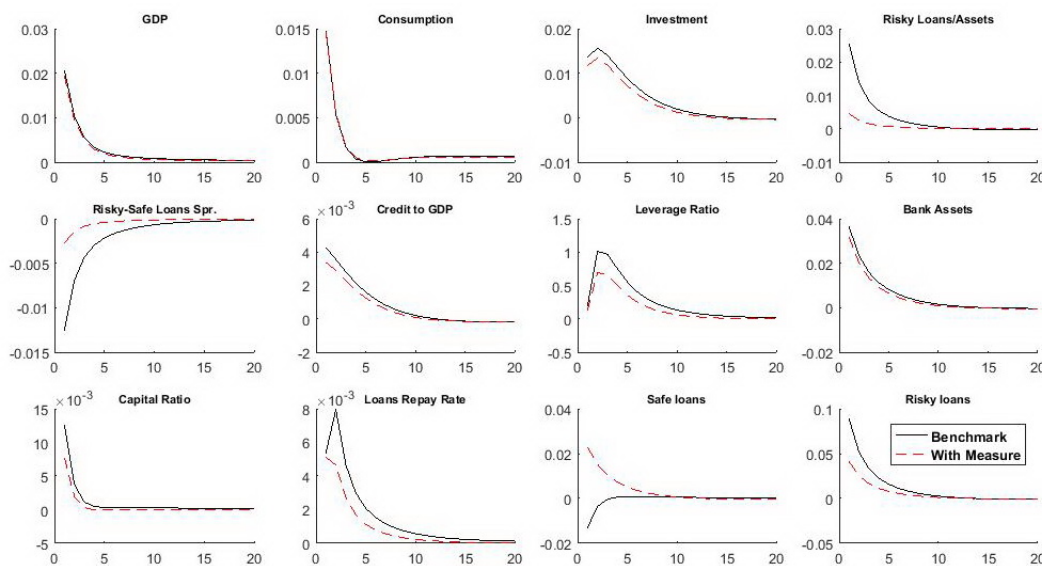 GDP
0.03
0.02
0.01
0
0 5 10 15 20
Consumption
0.015
0.01
0.005
0
0 5 10 15 20
Investment
0.03
0.02
0.01
0
-0.01
0 5 10 15 20
Risky Loans/Assets
0.03
0.02
0.01
0
-0.01
0 5 10 15 20
Risky-Safe Loans Spr.
0
-0.005
-0.01
-0.015
0 5 10 15 20
×10⁻³ Credit to GDP
6
4
2
0
-2
0 5 10 15 20
Leverage Ratio
1.5
1
0.5
0
-0.5
0 5 10 15 20
Bank Assets
0.04
0.02
0
-0.02
0 5 10 15 20
×10⁻³ Capital Ratio
15
10
5
0
-5
0 5 10 15 20
×10⁻³ Loans Repay Rate
8
6
4
2
0
0 5 10 15 20
Safe loans
0.04
0.02
0
-0.02
0 5 10 15 20
Risky loans
0.1
0.05
0
-0.05
0 5 10 15 20
Benchmark
With Measure